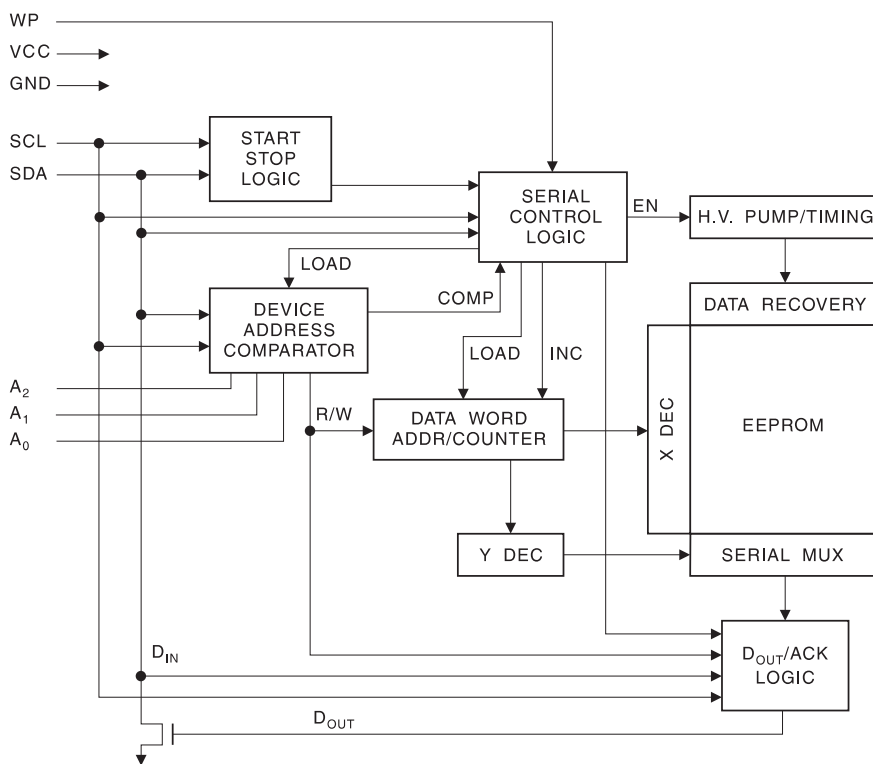 WP
VCC
GND
SCL
SDA
START
STOP
LOGIC
SERIAL
CONTROL
LOGIC
EN
H.V. PUMP/TIMING
LOAD
COMP
DEVICE
ADDRESS
COMPARATOR
DATA RECOVERY
LOAD
INC
A2
A1
A0
R/W
DATA WORD
ADDR/COUNTER
X DEC
EEPROM
Y DEC
SERIAL MUX
DIN
DOUT/ACK
LOGIC
DOUT